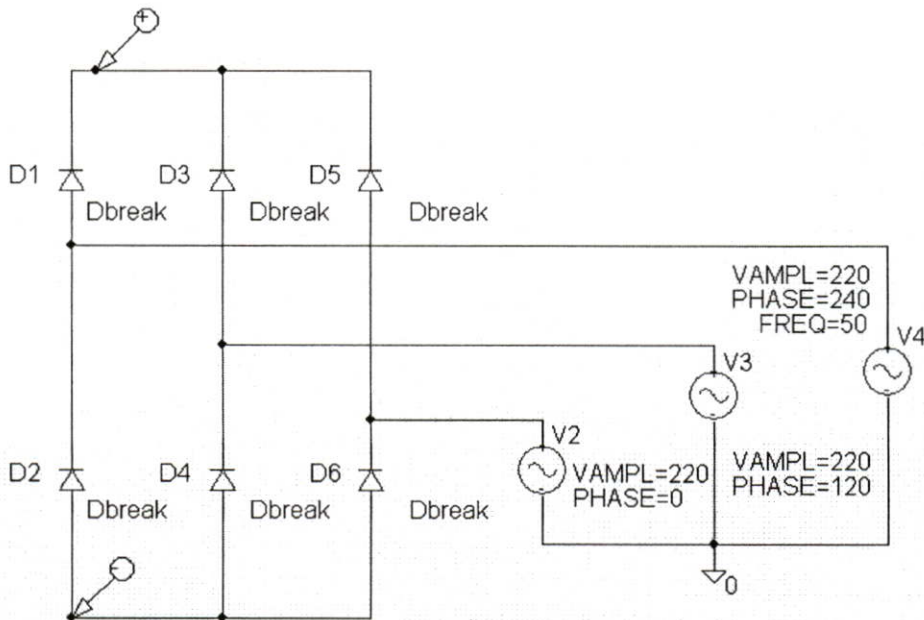 +
D1
D3
D5
Dbreak
Dbreak
Dbreak
VAMPL=220
PHASE=240
FREQ=50
V4
V3
V2
D2
D4
D6
VAMPL=220
PHASE=0
VAMPL=220
PHASE=120
Dbreak
Dbreak
Dbreak
0
-